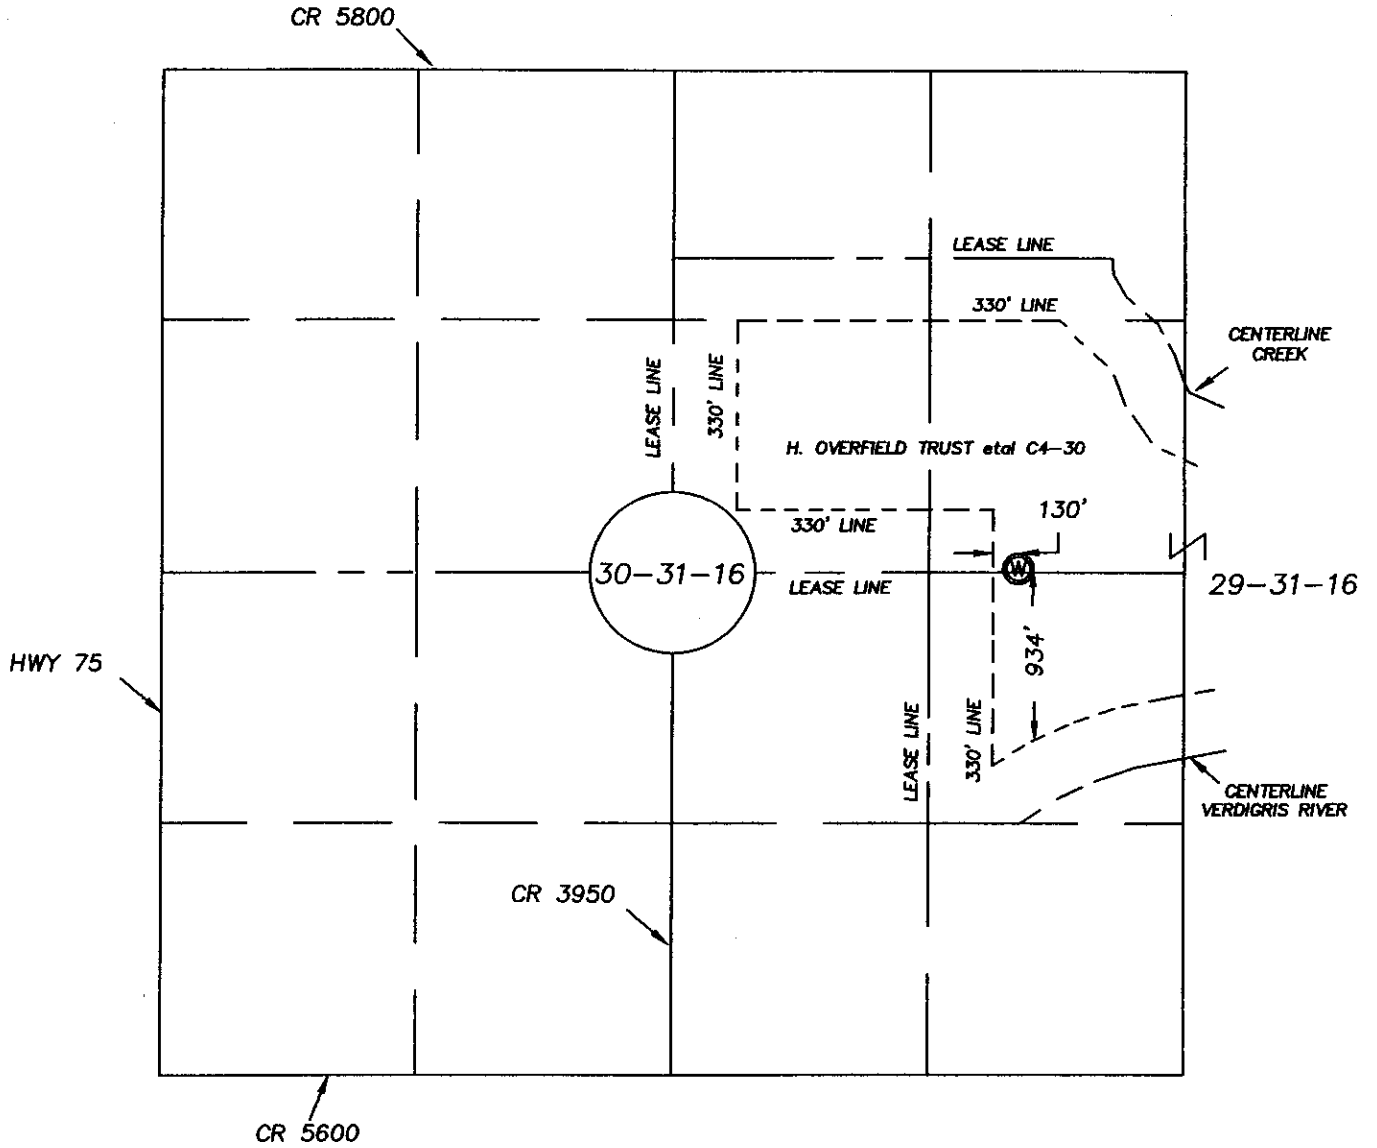 CR 5800
LEASE LINE
330' LINE
CENTERLINE
CREEK
LEASE LINE
330' LINE
H. OVERFIELD TRUST etal C4-30
330' LINE
130'
W
30-31-16
LEASE LINE
29-31-16
934'
HWY 75
LEASE LINE
330' LINE
CENTERLINE
VERDIGRIS RIVER
CR 3950
CR 5600